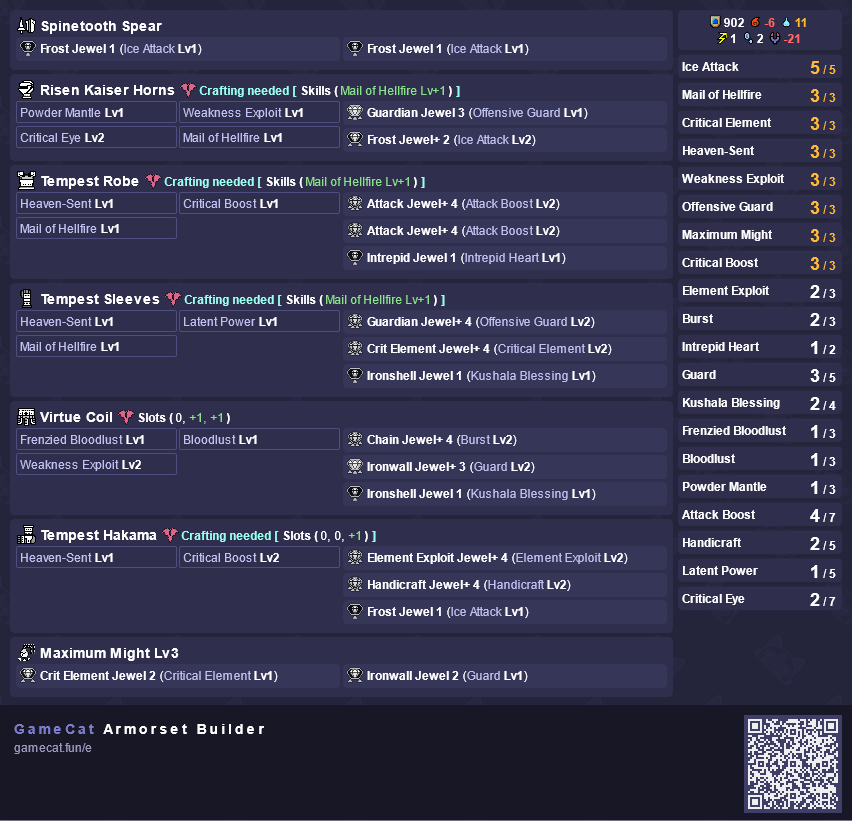 Spinetooth Spear
Frost Jewel 1 (Ice Attack Lv1)
Frost Jewel 1 (Ice Attack Lv1)
Risen Kaiser Horns Crafting needed [ Skills ( Mail of Hellfire Lv+1 ) ]
Powder Mantle Lv1
Weakness Exploit Lv1
Guardian Jewel 3 (Offensive Guard Lv1)
Critical Eye Lv2
Mail of Hellfire Lv1
Frost Jewel+ 2 (Ice Attack Lv2)
Tempest Robe Crafting needed [ Skills ( Mail of Hellfire Lv+1 ) ]
Heaven-Sent Lv1
Critical Boost Lv1
Attack Jewel+ 4 (Attack Boost Lv2)
Mail of Hellfire Lv1
Attack Jewel+ 4 (Attack Boost Lv2)
Intrepid Jewel 1 (Intrepid Heart Lv1)
Tempest Sleeves Crafting needed [ Skills ( Mail of Hellfire Lv+1 ) ]
Heaven-Sent Lv1
Latent Power Lv1
Guardian Jewel+ 4 (Offensive Guard Lv2)
Mail of Hellfire Lv1
Crit Element Jewel+ 4 (Critical Element Lv2)
Ironshell Jewel 1 (Kushala Blessing Lv1)
Virtue Coil Slots ( 0, +1, +1 )
Frenzied Bloodlust Lv1
Bloodlust Lv1
Chain Jewel+ 4 (Burst Lv2)
Weakness Exploit Lv2
Ironwall Jewel+ 3 (Guard Lv2)
Ironshell Jewel 1 (Kushala Blessing Lv1)
Tempest Hakama Crafting needed [ Slots ( 0, 0, +1 ) ]
Heaven-Sent Lv1
Critical Boost Lv2
Element Exploit Jewel+ 4 (Element Exploit Lv2)
Handicraft Jewel+ 4 (Handicraft Lv2)
Frost Jewel 1 (Ice Attack Lv1)
Maximum Might Lv3
Crit Element Jewel 2 (Critical Element Lv1)
Ironwall Jewel 2 (Guard Lv1)
902 -6 11
1 2 -21
Ice Attack 5 / 5
Mail of Hellfire 3 / 3
Critical Element 3 / 3
Heaven-Sent 3 / 3
Weakness Exploit 3 / 3
Offensive Guard 3 / 3
Maximum Might 3 / 3
Critical Boost 3 / 3
Element Exploit 2 / 3
Burst 2 / 3
Intrepid Heart 1 / 2
Guard 3 / 5
Kushala Blessing 2 / 4
Frenzied Bloodlust 1 / 3
Bloodlust 1 / 3
Powder Mantle 1 / 3
Attack Boost 4 / 7
Handicraft 2 / 5
Latent Power 1 / 5
Critical Eye 2 / 7
GameCat Armorset Builder
gamecat.fun/e